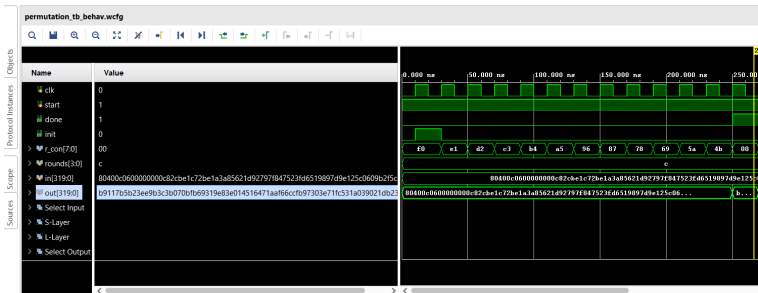 permutation_tb_behav.wcfg
Objects
Protocol Instances
Scope
Sources
Name Value
0.000 ns 50.000 ns 100.000 ns 150.000 ns 200.000 ns 250.00
clk 0
start 1
done 1
init 0
r_con[7:0] 00 f0 e1 d2 c3 b4 a5 96 87 78 69 5a 4b 00
rounds[3:0] c c
in[319:0] 80400c0600000000c82cbe1c72be1a3a85621d92797f847523fd6519897d9e125c0609b2f5c 80400c0600000000c82cbe1c72be1a3a85621d92797f847523fd6519897d9e125c0
out[319:0] b9117b5b23ee9b3c3b070bfb69319e83e014516471aaf66ccfb97303e71fc531a039021db23 80400c0600000000c82cbe1c72be1a3a85621d92797f847523fd6519897d9e125c06... b...
Select Input
S-Layer
L-Layer
Select Output